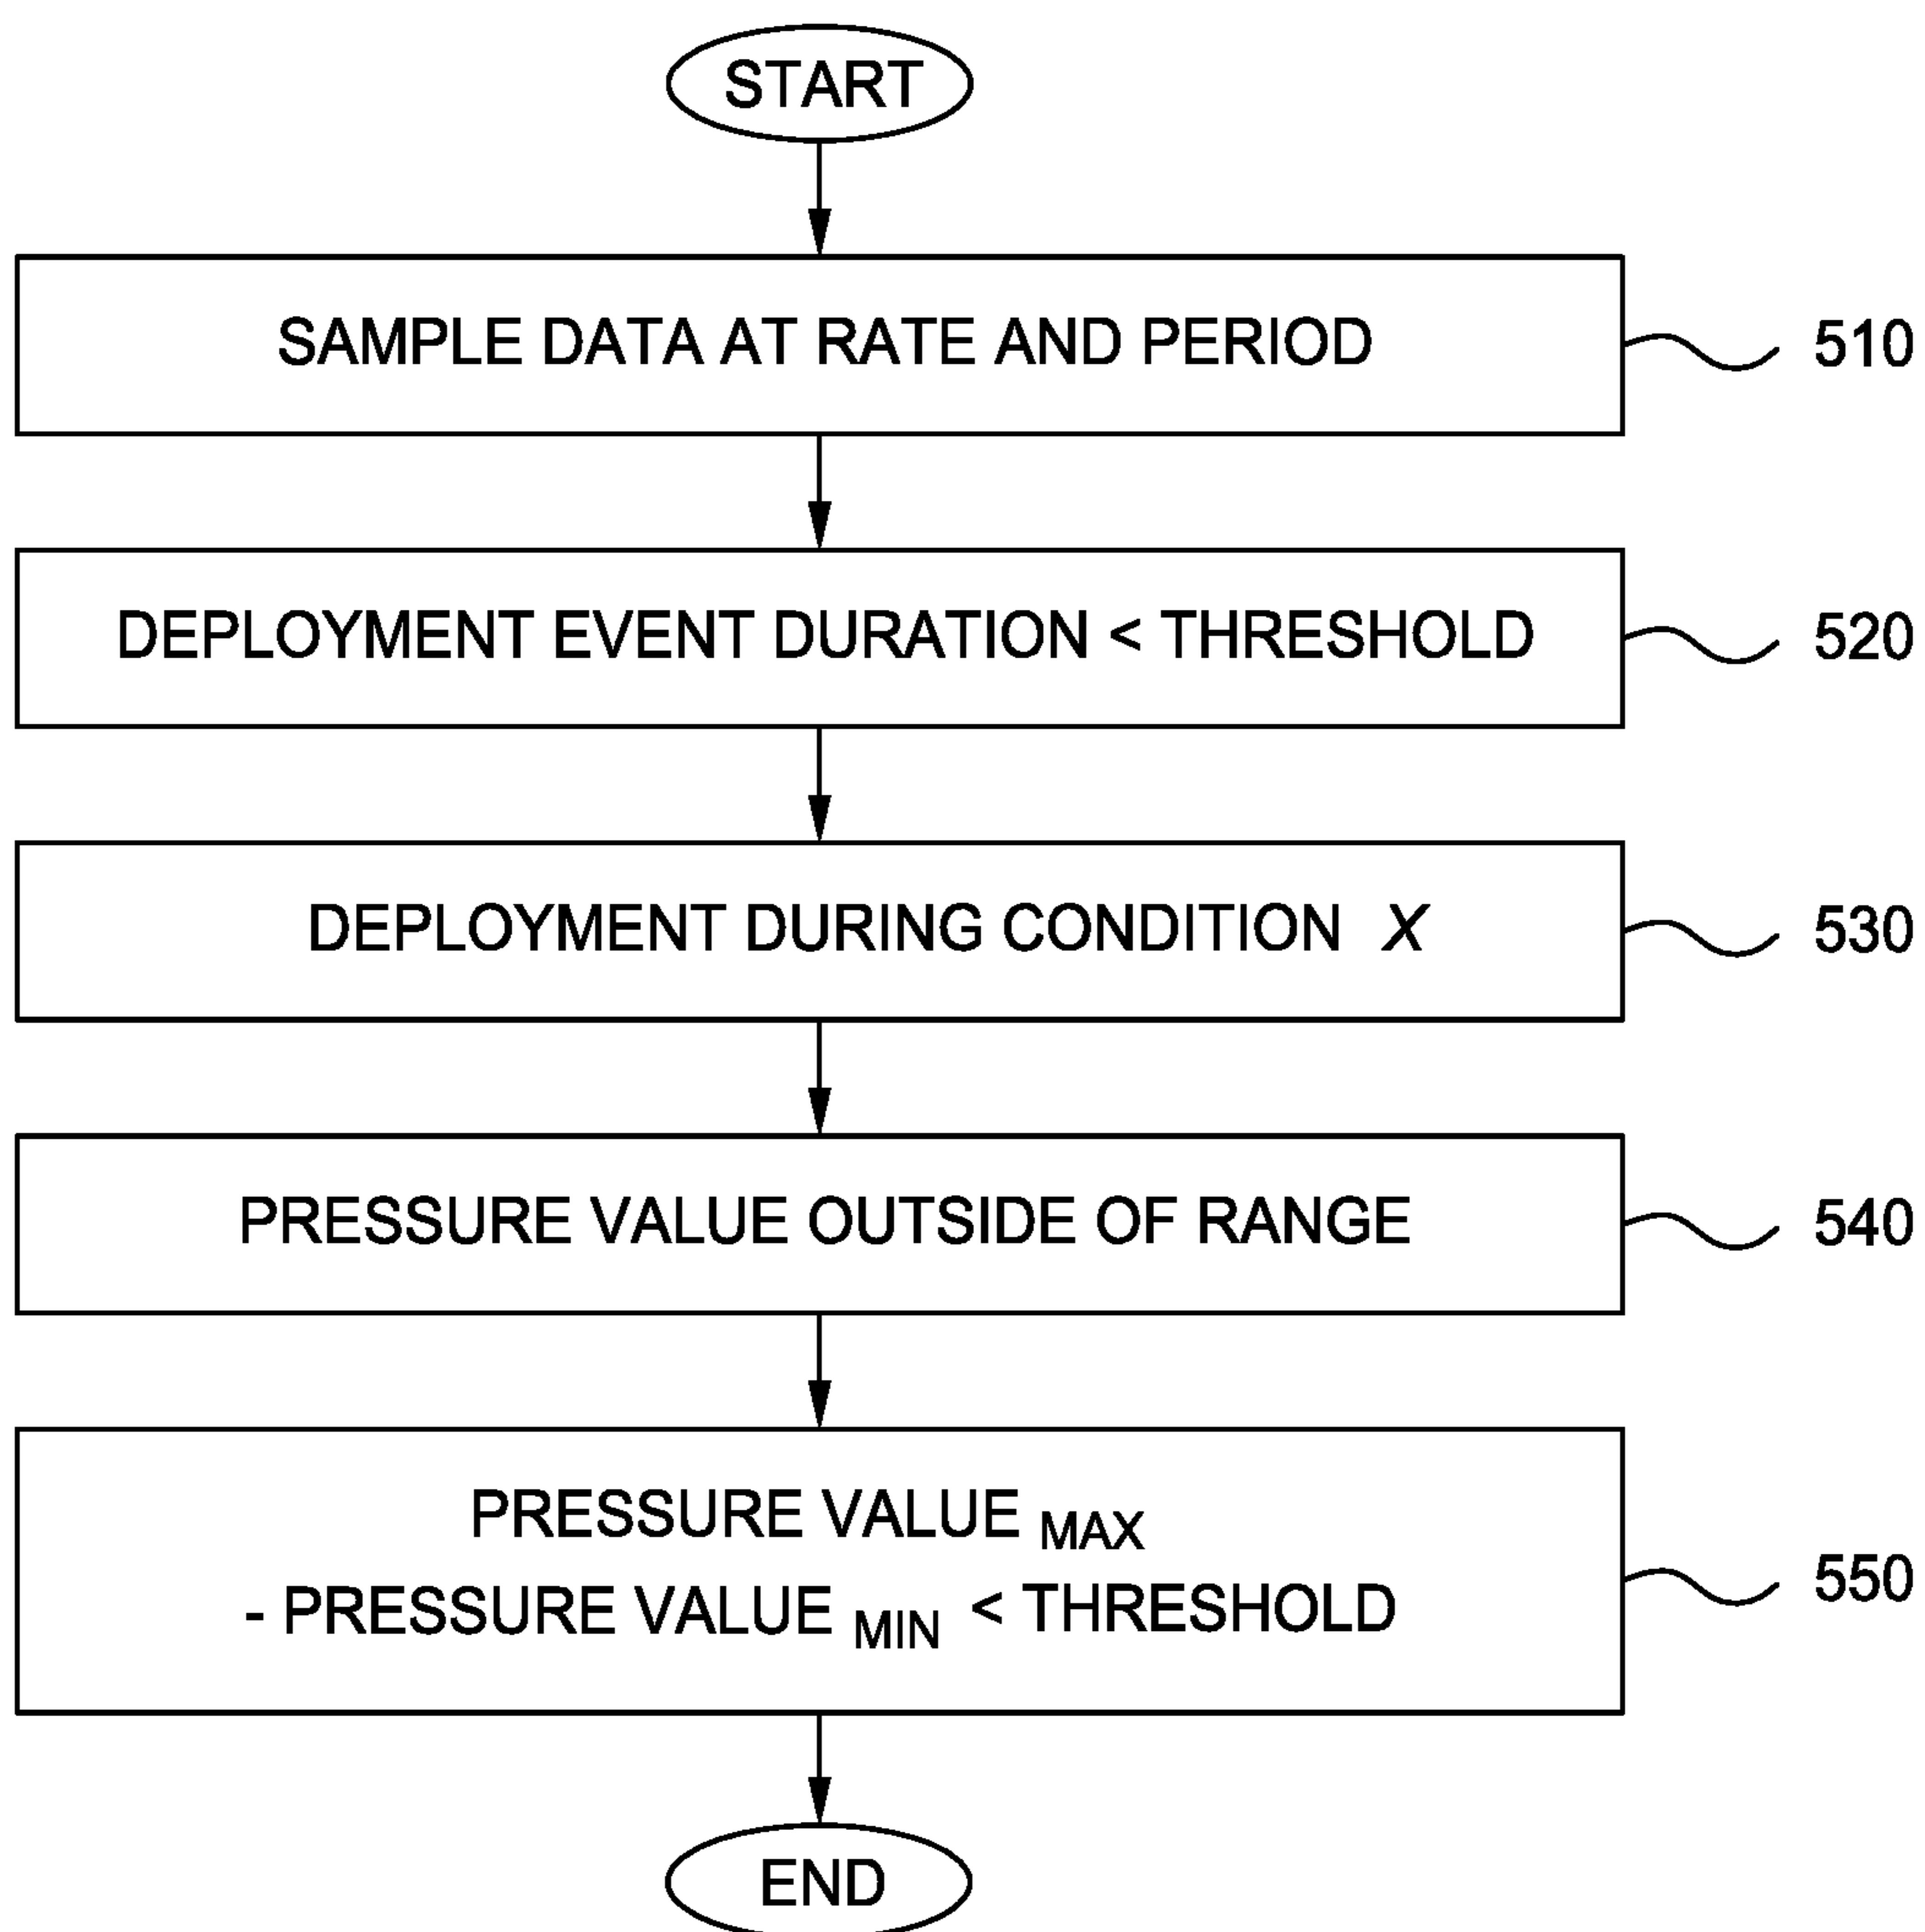 START
SAMPLE DATA AT RATE AND PERIOD
510
DEPLOYMENT EVENT DURATION < THRESHOLD
520
DEPLOYMENT DURING CONDITION X
530
PRESSURE VALUE OUTSIDE OF RANGE
540
PRESSURE VALUE MAX
- PRESSURE VALUE MIN < THRESHOLD
550
END